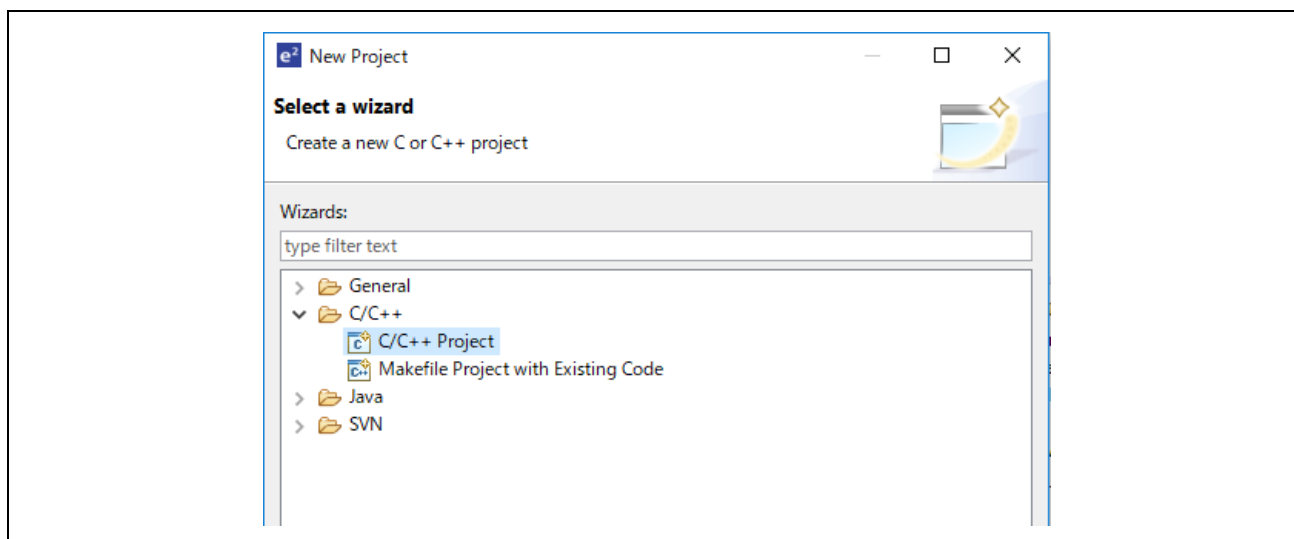 e² New Project
Select a wizard
Create a new C or C++ project
Wizards:
type filter text
General
C/C++
C/C++ Project
Makefile Project with Existing Code
Java
SVN